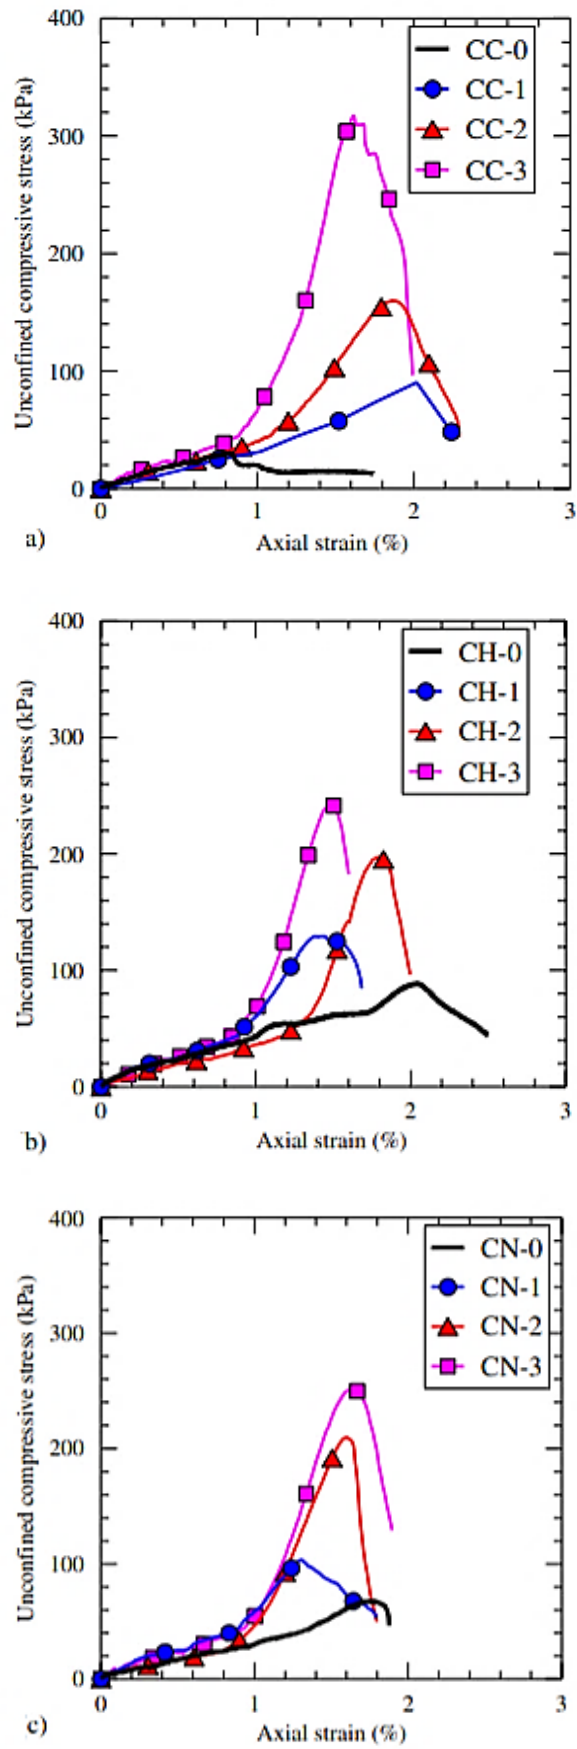 400
300
200
100
0
Unconfined compressive stress (kPa)
CC-0
CC-1
CC-2
CC-3
0 1 2 3
Axial strain (%)
a)
400
300
200
100
0
Unconfined compressive stress (kPa)
CH-0
CH-1
CH-2
CH-3
0 1 2 3
Axial strain (%)
b)
400
300
200
100
0
Unconfined compressive stress (kPa)
CN-0
CN-1
CN-2
CN-3
0 1 2 3
Axial strain (%)
c)